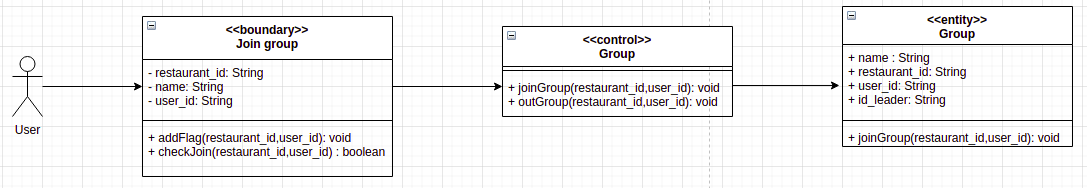 User
<<boundary>>
Join group
- restaurant_id: String
- name: String
- user_id: String
+ addFlag(restaurant_id,user_id): void
+ checkJoin(restaurant_id,user_id) : boolean
<<control>>
Group
+ joinGroup(restaurant_id,user_id): void
+ outGroup(restaurant_id,user_id): void
<<entity>>
Group
+ name : String
+ restaurant_id: String
+ user_id: String
+ id_leader: String
+ joinGroup(restaurant_id,user_id): void